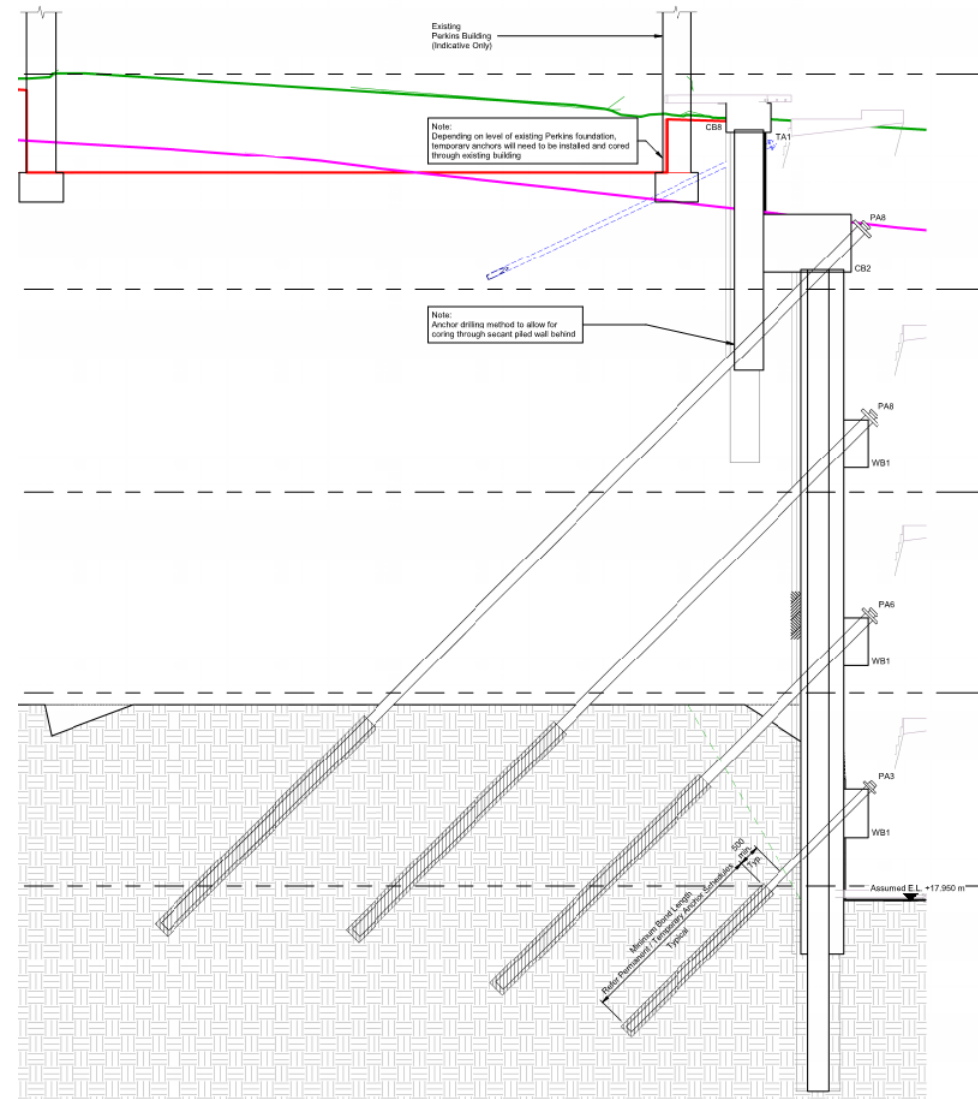 Existing
Perkins Building
(Indicative Only)
Note:
Depending on level of existing Perkins foundation,
temporary anchors will need to be installed and cored
through existing building
CB8
TA1
PA8
CB2
Note:
Anchor drilling method to allow for
coring through secant piled wall behind
PA8
WB1
PA6
WB1
PA3
WB1
500
min.
Typ.
Minimum Bond Length
Refer Permanent / Temporary Anchor Schedules
Typical
Assumed E.L. +17.950 m